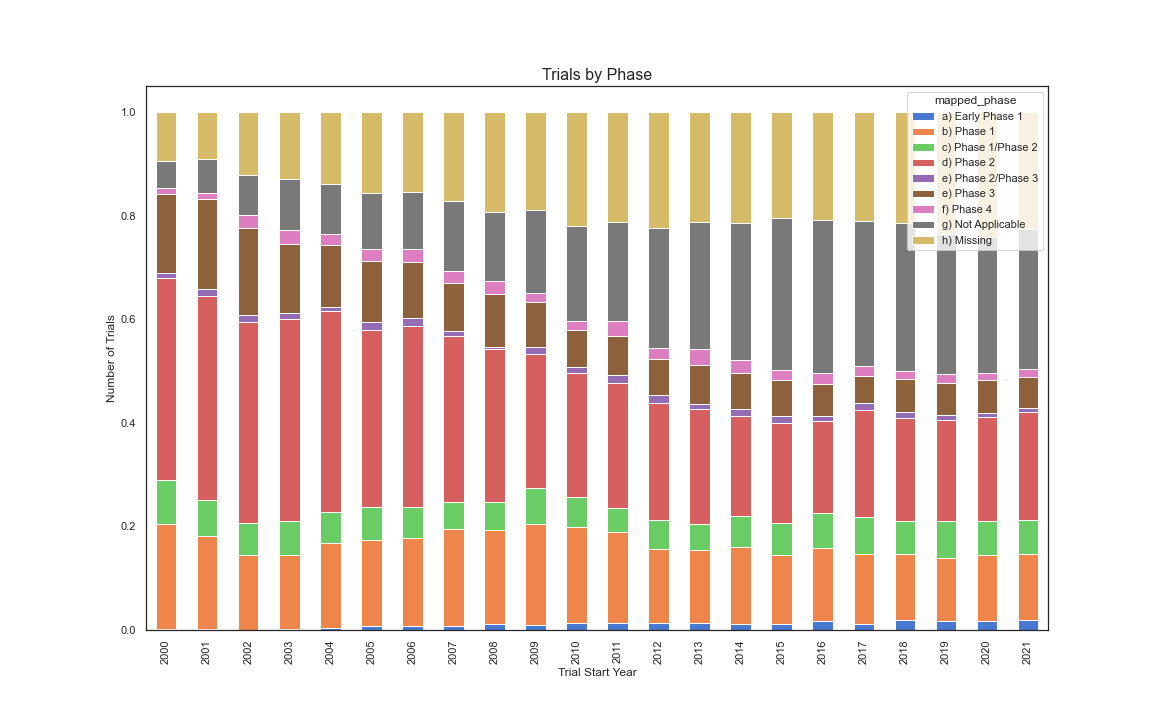 Trials by Phase
mapped_phase
a) Early Phase 1
b) Phase 1
c) Phase 1/Phase 2
d) Phase 2
e) Phase 2/Phase 3
e) Phase 3
f) Phase 4
g) Not Applicable
h) Missing
1.0
0.8
0.6
0.4
0.2
0.0
Number of Trials
2000 2001 2002 2003 2004 2005 2006 2007 2008 2009 2010 2011 2012 2013 2014 2015 2016 2017 2018 2019 2020 2021
Trial Start Year